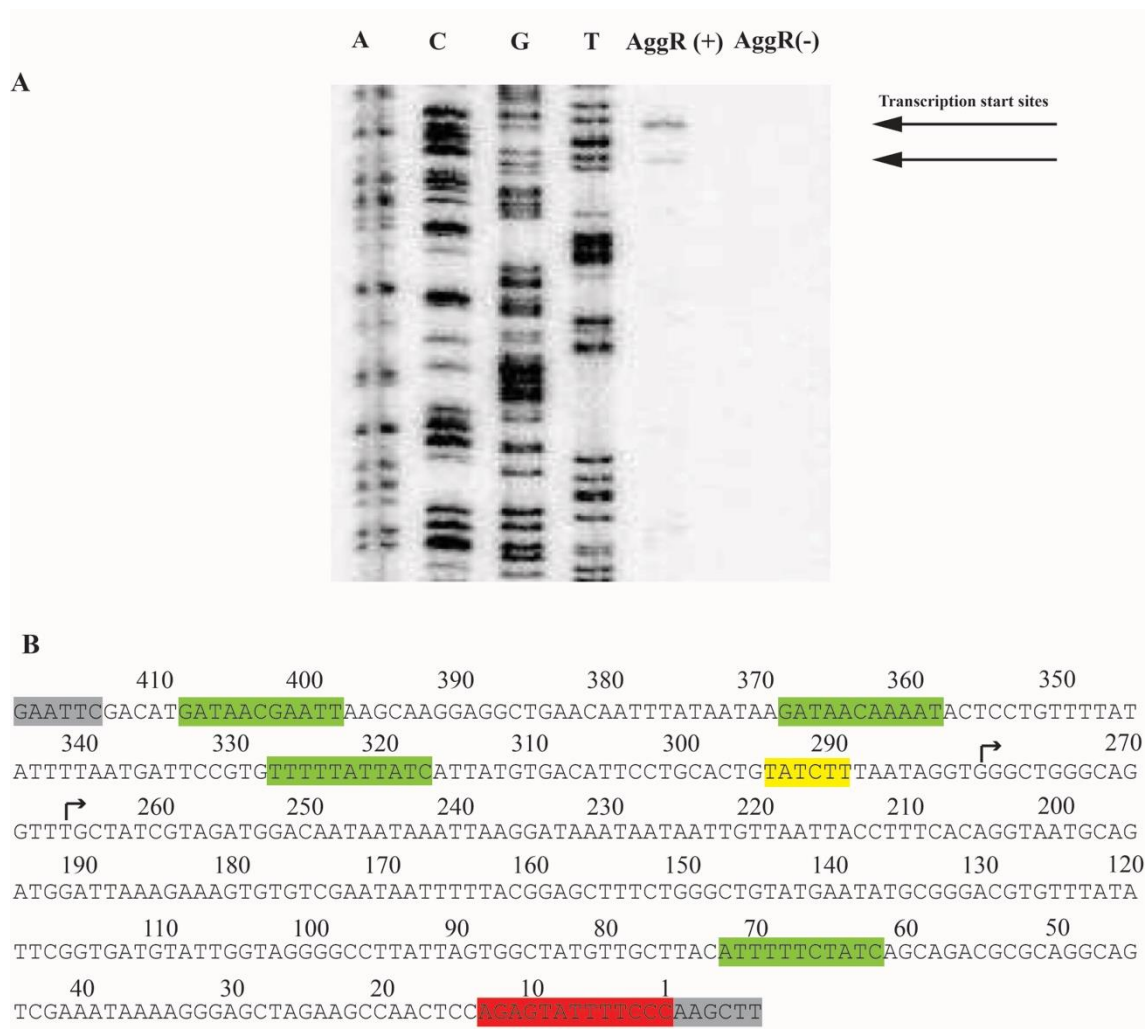 A C G T AggR (+) AggR(-)
A
Transcription start sites
B
410 400 390 380 370 360 350
GAATTCGACATGATAACGAATTAAGCAAGGAGGCTGAACAATTTATAATAAGATAACAAAATACTCCTGTTTTAT
340 330 320 310 300 290 270
ATTTTAATGATTCCGTGTTTTTATTATCATTATGTGACATTCCTGCACTGTATCTTTAATAGGTGGGCTGGGCAG
260 250 240 230 220 210 200
GTTTGCTATCGTAGATGGACAATAATAAATTAAGGATAAATAATAATTGTTAATTACCTTTCACAGGTAATGCAG
190 180 170 160 150 140 130 120
ATGGATTAAAGAAAGTGTGTCGAATAATTTTTACGGAGCTTTCTGGGCTGTATGAATATGCGGGACGTGTTTATA
110 100 90 80 70 60 50
TTCGGTGATGTATTGGTAGGGGCCTTATTAGTGGCTATGTTGCTTACATTTTTCTATCAGCAGACGCGCAGGCAG
40 30 20 10 1
TCGAAATAAAAGGGAGCTAGAAGCCAACTCCAGAGTATTTTCCCAAGCTT